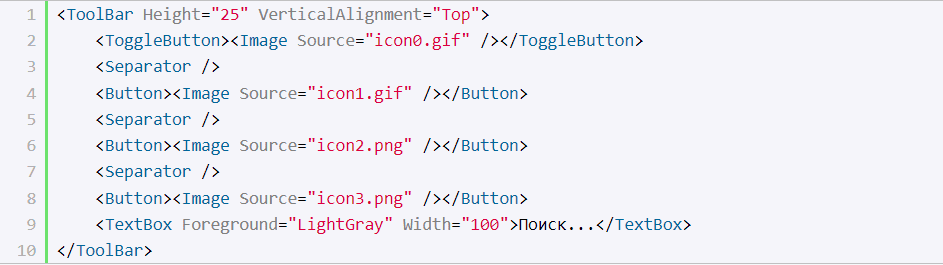 1 <ToolBar Height="25" VerticalAlignment="Top">
2     <ToggleButton><Image Source="icon0.gif" /></ToggleButton>
3     <Separator />
4     <Button><Image Source="icon1.gif" /></Button>
5     <Separator />
6     <Button><Image Source="icon2.png" /></Button>
7     <Separator />
8     <Button><Image Source="icon3.png" /></Button>
9     <TextBox Foreground="LightGray" Width="100">Поиск...</TextBox>
10 </ToolBar>